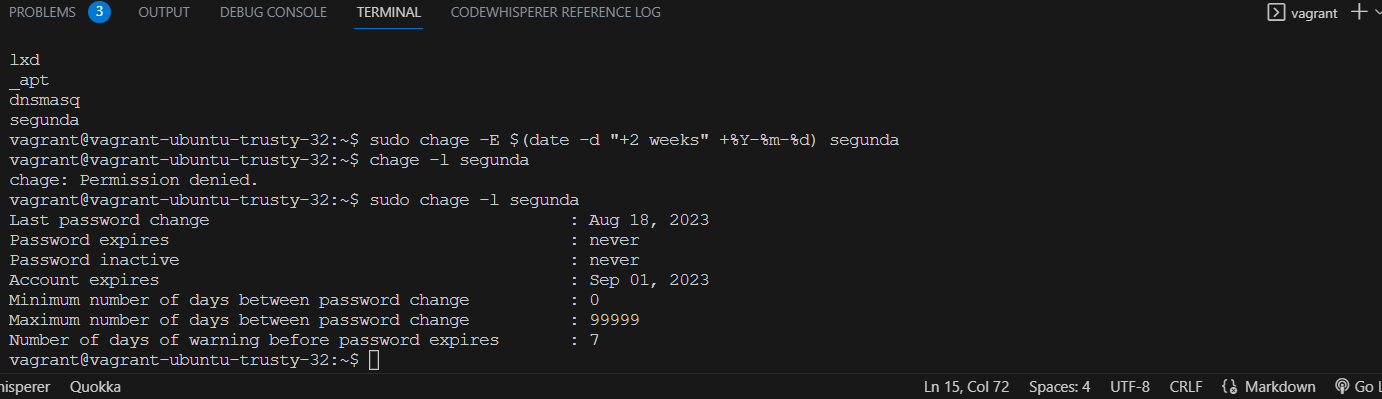 PROBLEMS 3 OUTPUT DEBUG CONSOLE TERMINAL CODEWHISPERER REFERENCE LOG vagrant
lxd
_apt
dnsmasq
segunda
vagrant@vagrant-ubuntu-trusty-32:~$ sudo chage -E $(date -d "+2 weeks" +%Y-%m-%d) segunda
vagrant@vagrant-ubuntu-trusty-32:~$ chage -l segunda
chage: Permission denied.
vagrant@vagrant-ubuntu-trusty-32:~$ sudo chage -l segunda
Last password change : Aug 18, 2023
Password expires : never
Password inactive : never
Account expires : Sep 01, 2023
Minimum number of days between password change : 0
Maximum number of days between password change : 99999
Number of days of warning before password expires : 7
vagrant@vagrant-ubuntu-trusty-32:~$
hisperer Quokka Ln 15, Col 72 Spaces: 4 UTF-8 CRLF Markdown Go L